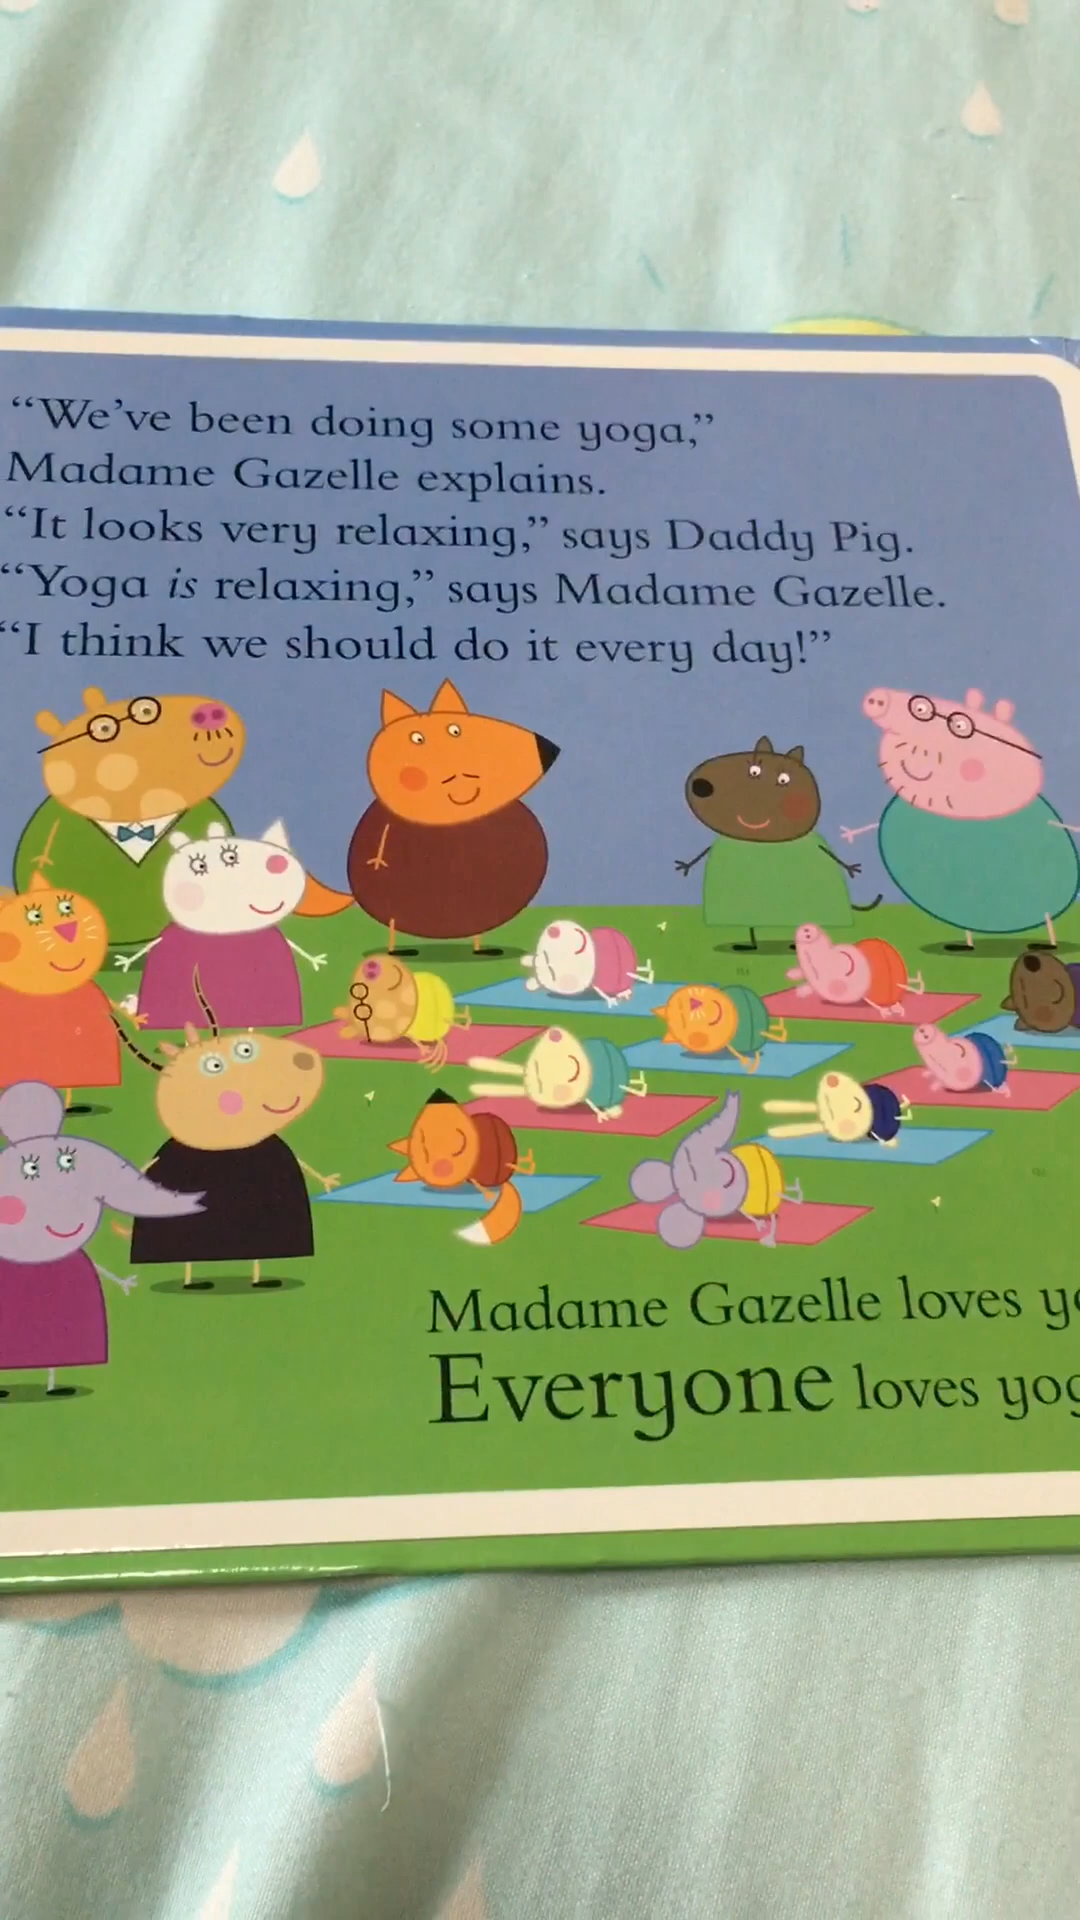 “We’ve been doing some yoga,”
Madame Gazelle explains.
“It looks very relaxing,” says Daddy Pig.
“Yoga is relaxing,” says Madame Gazelle.
“I think we should do it every day!”
Madame Gazelle loves
Everyone loves